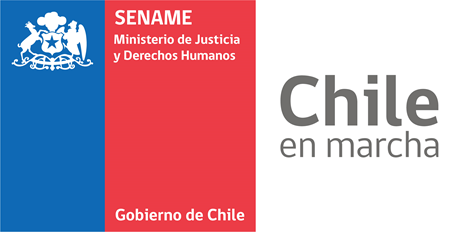 SENAME
Ministerio de Justicia
y Derechos Humanos
Gobierno de Chile
Chile
en marcha